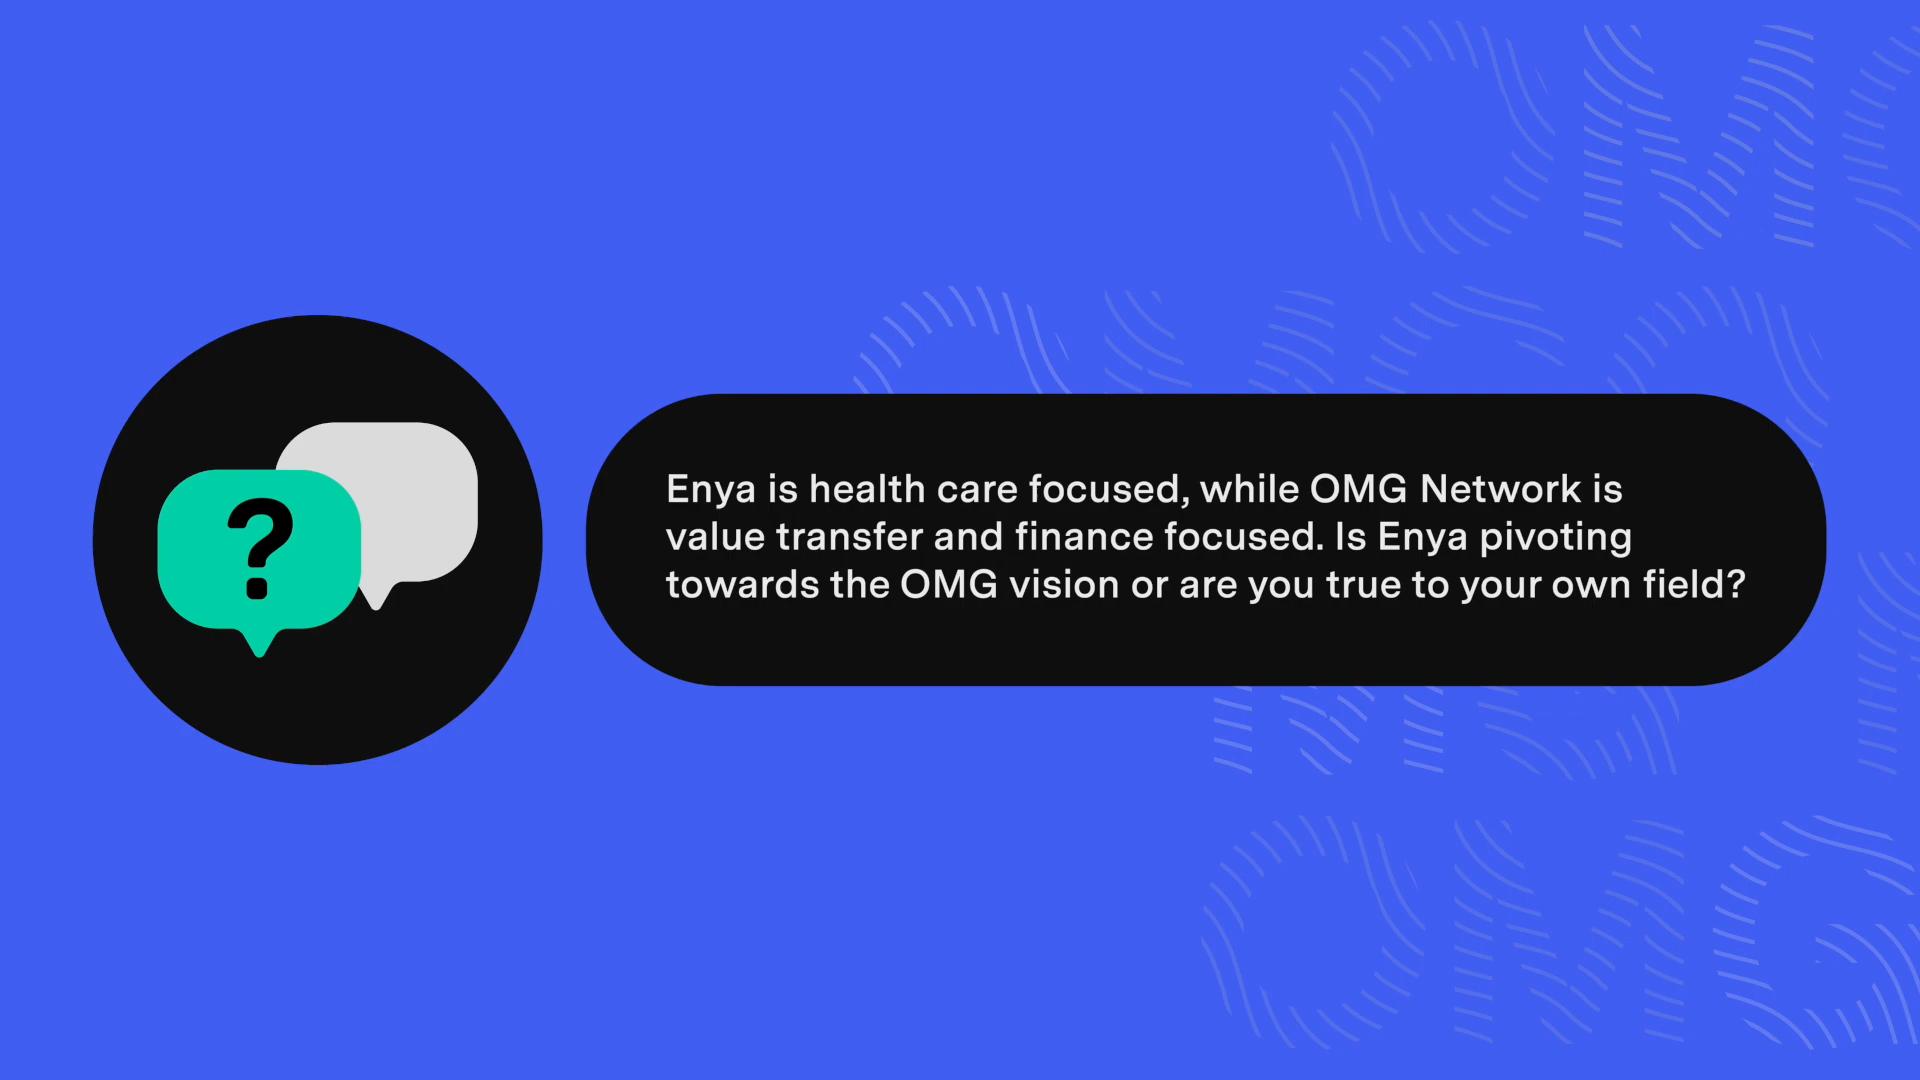 Enya is health care focused, while OMG Network is
value transfer and finance focused. Is Enya pivoting
towards the OMG vision or are you true to your own field?
?